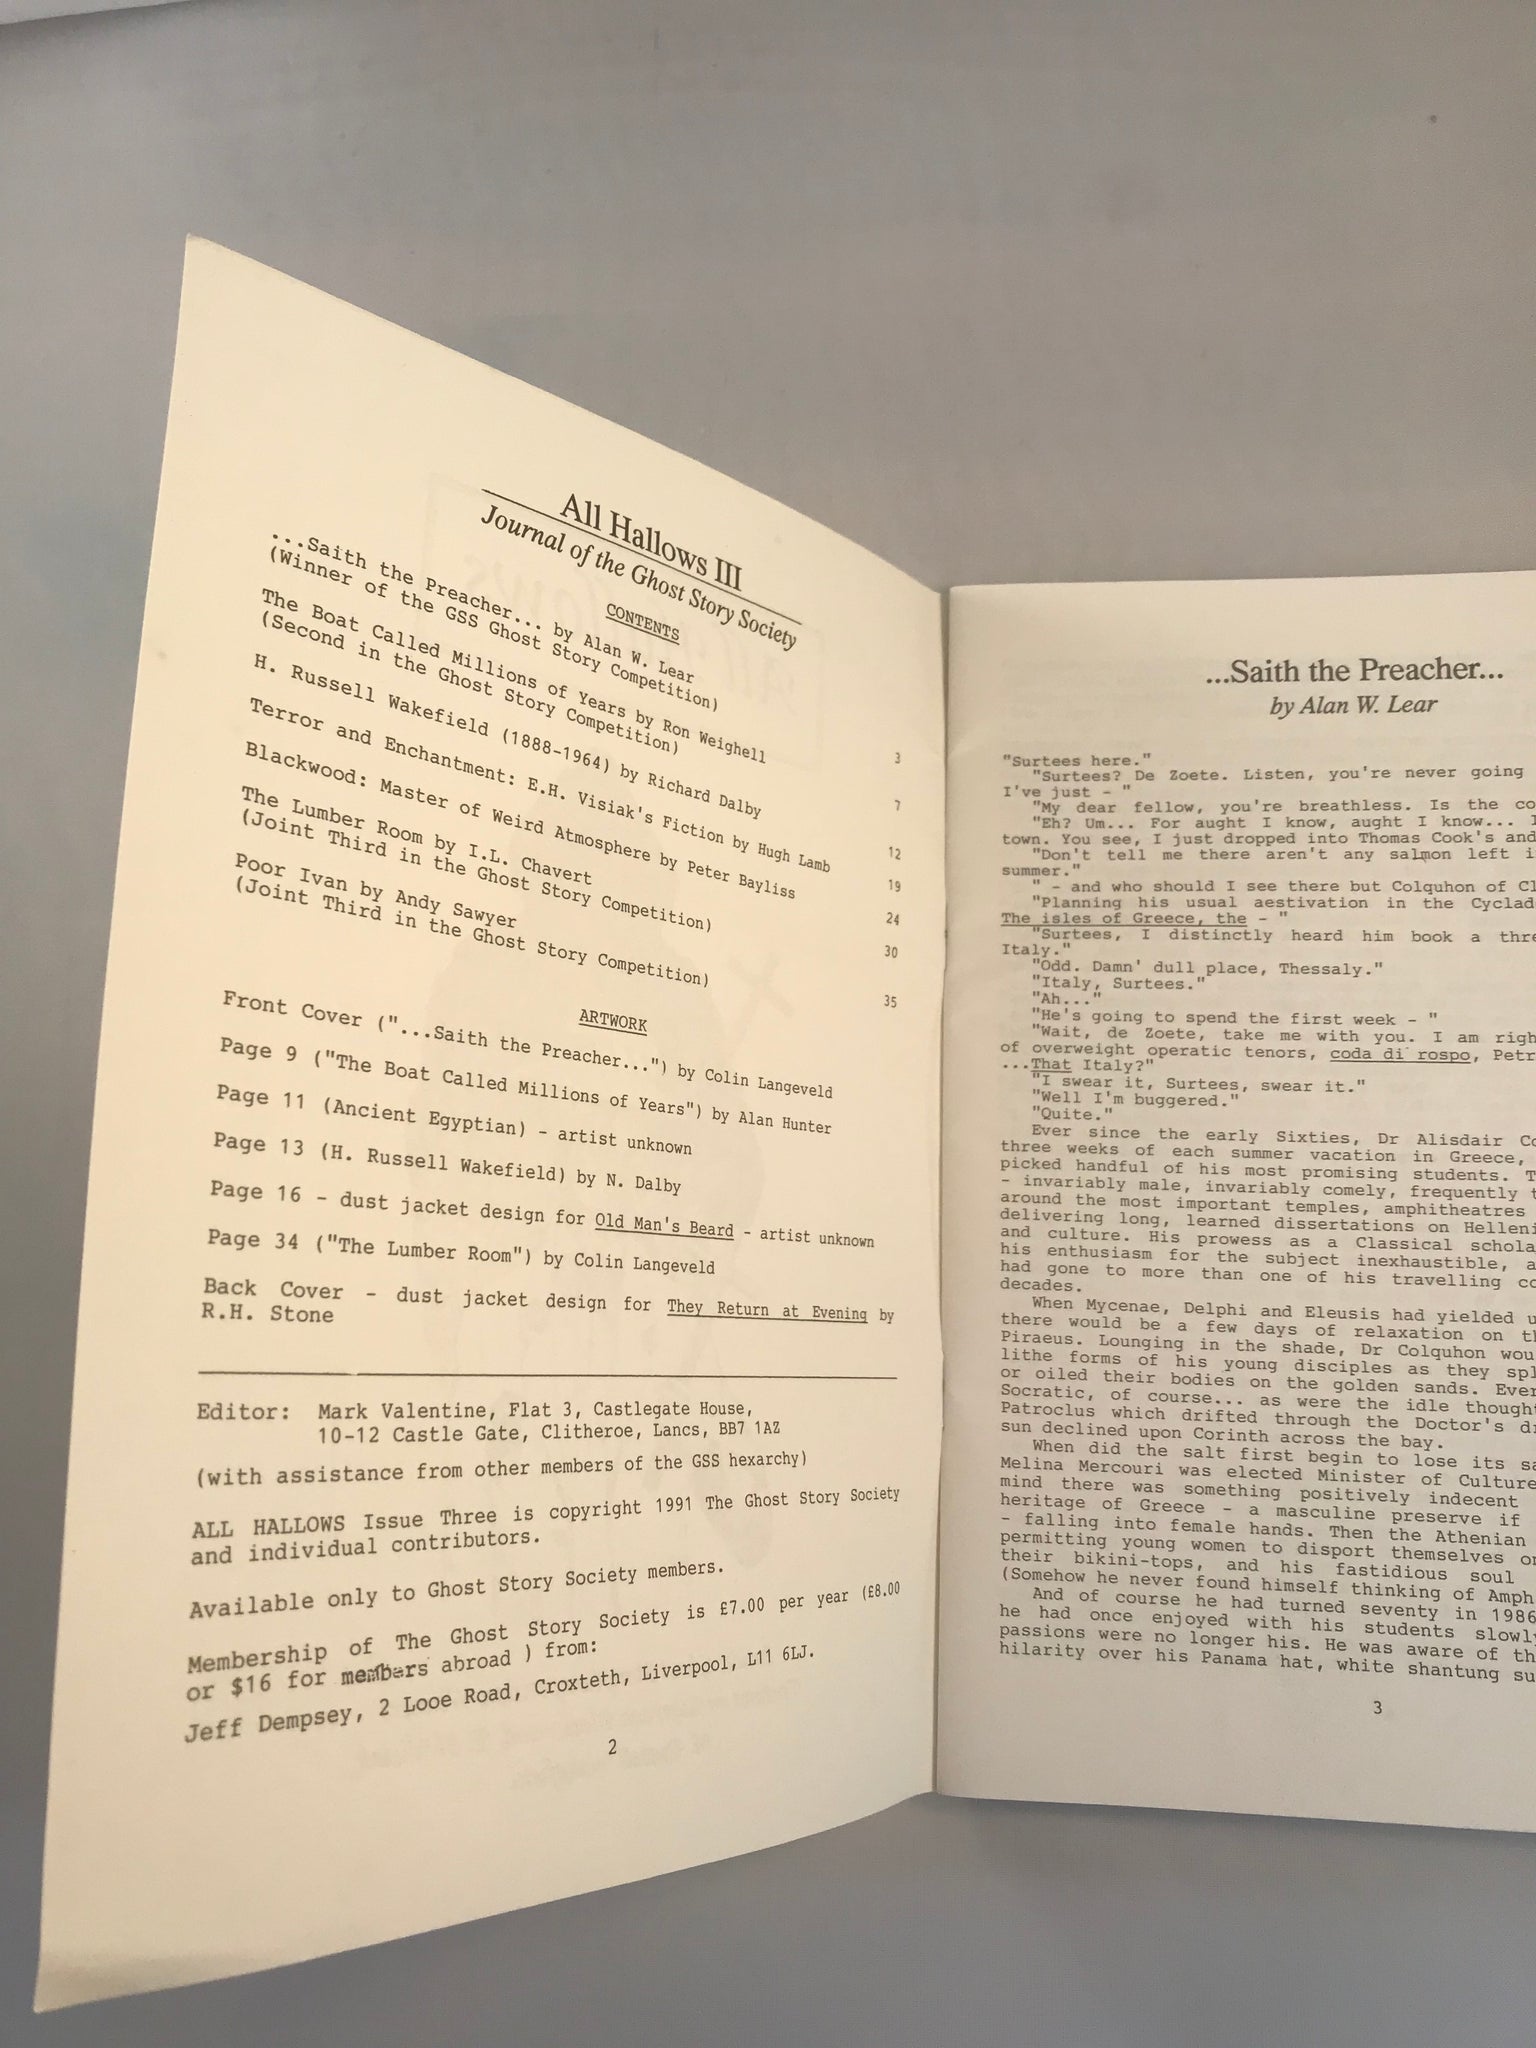 All Hallows III
Journal of the Ghost Story Society
CONTENTS
...Saith the Preacher... by Alan W. Lear
(Winner of the GSS Ghost Story Competition) 3
The Boat Called Millions of Years by Ron Weighell
(Second in the Ghost Story Competition) 7
H. Russell Wakefield (1888-1964) by Richard Dalby 12
Terror and Enchantment: E.H. Visiak's Fiction by Hugh Lamb 19
Blackwood: Master of Weird Atmosphere by Peter Bayliss 24
The Lumber Room by I.L. Chavert
(Joint Third in the Ghost Story Competition) 30
Poor Ivan by Andy Sawyer
(Joint Third in the Ghost Story Competition) 35
ARTWORK
Front Cover ("...Saith the Preacher...") by Colin Langeveld
Page 9 ("The Boat Called Millions of Years") by Alan Hunter
Page 11 (Ancient Egyptian) - artist unknown
Page 13 (H. Russell Wakefield) by N. Dalby
Page 16 - dust jacket design for Old Man's Beard - artist unknown
Page 34 ("The Lumber Room") by Colin Langeveld
Back Cover - dust jacket design for They Return at Evening by
R.H. Stone
Editor: Mark Valentine, Flat 3, Castlegate House,
10-12 Castle Gate, Clitheroe, Lancs, BB7 1AZ
(with assistance from other members of the GSS hexarchy)
ALL HALLOWS Issue Three is copyright 1991 The Ghost Story Society
and individual contributors.
Available only to Ghost Story Society members.
Membership of The Ghost Story Society is £7.00 per year (£8.00
or $16 for members abroad ) from:
Jeff Dempsey, 2 Looe Road, Croxteth, Liverpool, L11 6LJ.
2
...Saith the Preacher...
by Alan W. Lear
"Surtees here."
"Surtees? De Zoete. Listen, you're never going
I've just - "
"My dear fellow, you're breathless. Is the
"Eh? Um... For aught I know, aught I know...
town. You see, I just dropped into Thomas Cook's and
"Don't tell me there aren't any salmon left
summer."
" - and who should I see there but Colquhon of
"Planning his usual aestivation in the
The isles of Greece, the - "
"Surtees, I distinctly heard him book a
Italy."
"Odd. Damn' dull place, Thessaly."
"Italy, Surtees."
"Ah..."
"He's going to spend the first week - "
"Wait, de Zoete, take me with you. I am
of overweight operatic tenors, coda di rospo,
...That Italy?"
"I swear it, Surtees, swear it."
"Well I'm buggered."
"Quite."
Ever since the early Sixties, Dr Alisdair
three weeks of each summer vacation in Greece,
picked handful of his most promising students.
- invariably male, invariably comely, frequently
around the most important temples, amphitheatres
delivering long, learned dissertations on
and culture. His prowess as a Classical
his enthusiasm for the subject inexhaustible,
had gone to more than one of his travelling
decades.
When Mycenae, Delphi and Eleusis had yielded
there would be a few days of relaxation on
Piraeus. Lounging in the shade, Dr Colquhon
lithe forms of his young disciples as they
or oiled their bodies on the golden sands.
Socratic, of course... as were the idle
Patroclus which drifted through the Doctor's
sun declined upon Corinth across the bay.
When did the salt first begin to lose its
Melina Mercouri was elected Minister of Culture
mind there was something positively indecent
heritage of Greece - a masculine preserve if
- falling into female hands. Then the Athenian
permitting young women to disport themselves
their bikini-tops, and his fastidious soul
(Somehow he never found himself thinking of
And of course he had turned seventy in 1986
he had once enjoyed with his students
passions were no longer his. He was aware of
hilarity over his Panama hat, white shantung
3